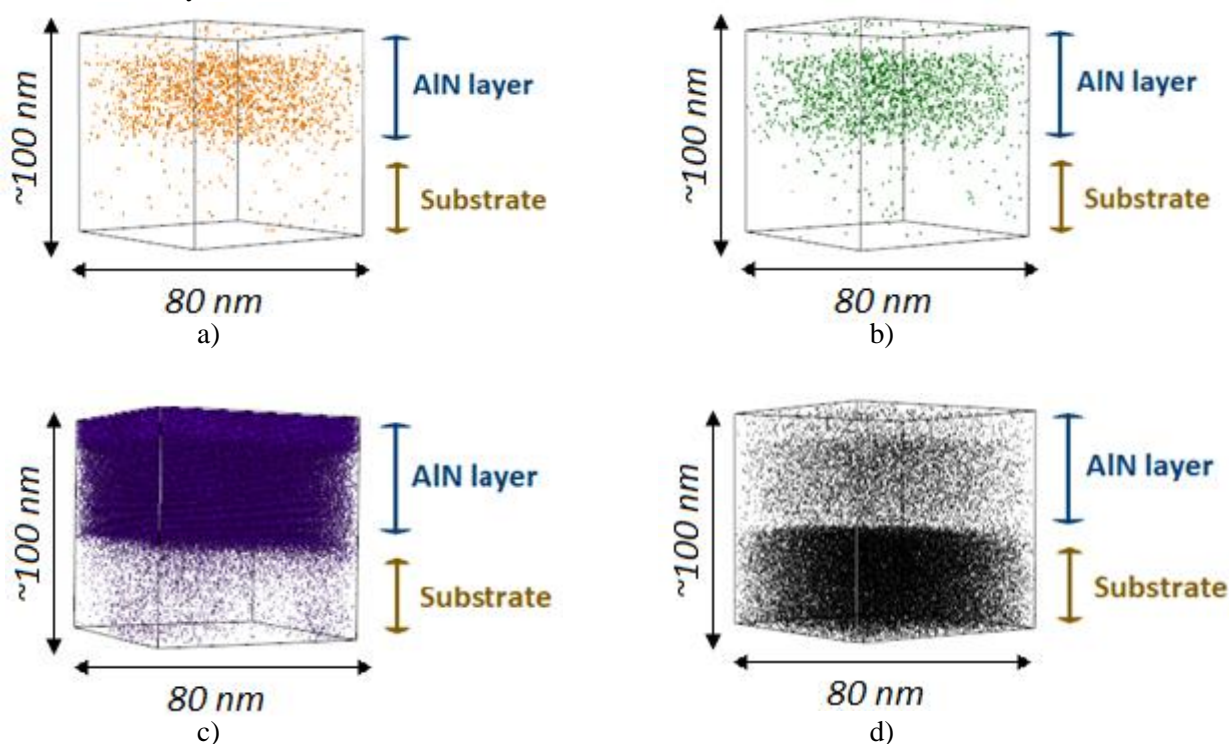 ~100 nm
AlN layer
Substrate
80 nm
a)
~100 nm
AlN layer
Substrate
80 nm
b)
~100 nm
AlN layer
Substrate
80 nm
c)
~100 nm
AlN layer
Substrate
80 nm
d)